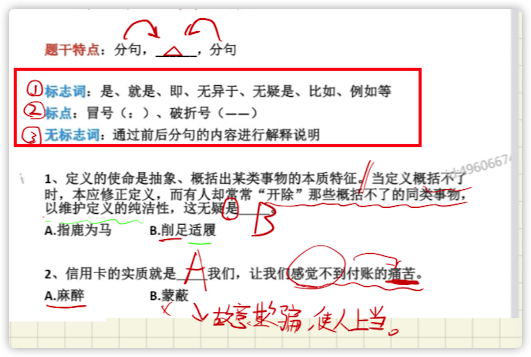 题干特点：分句，______，分句
①标志词：是、就是、即、无异于、无疑是、比如、例如等
②标点：冒号（：）、破折号（——）
③无标志词：通过前后分句的内容进行解释说明
1、定义的使命是抽象、概括出某类事物的本质特征。当定义概括不了
时，本应修正定义，而有人却常常“开除”那些概括不了的同类事物，
以维护定义的纯洁性，这无疑是______。B
A.指鹿为马 B.削足适履
2、信用卡的实质就是____我们，让我们感觉不到付账的痛苦。A
A.麻醉 B.蒙蔽
×↓故意欺骗，使人上当。